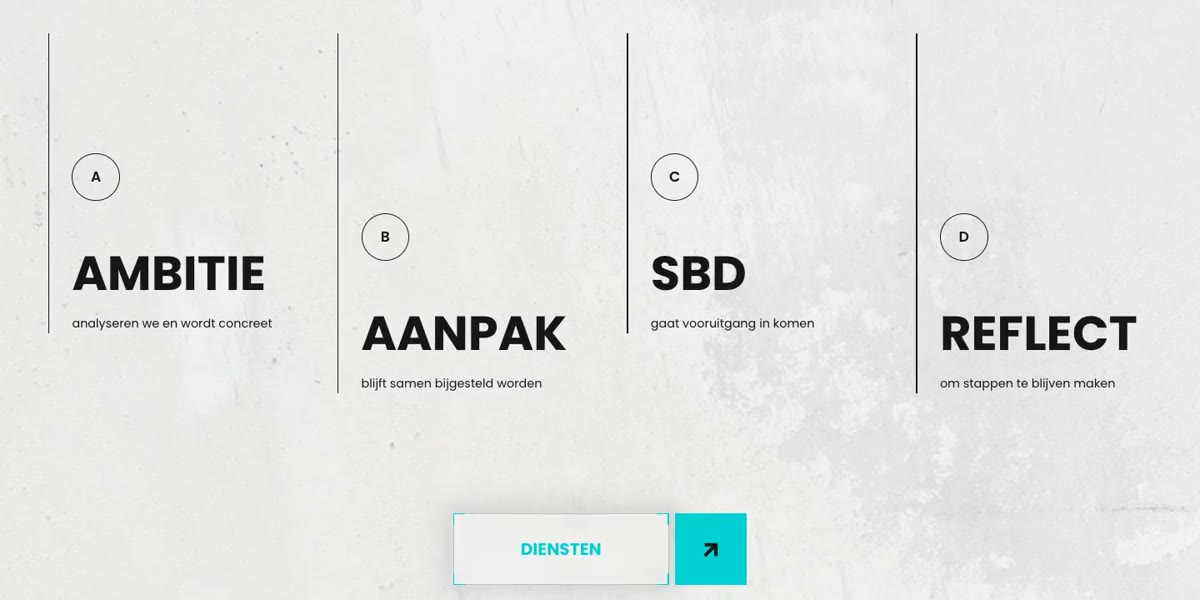 A
AMBITIE
analyseren we en wordt concreet
B
AANPAK
blijft samen bijgesteld worden
C
SBD
gaat vooruitgang in komen
D
REFLECT
om stappen te blijven maken
DIENSTEN